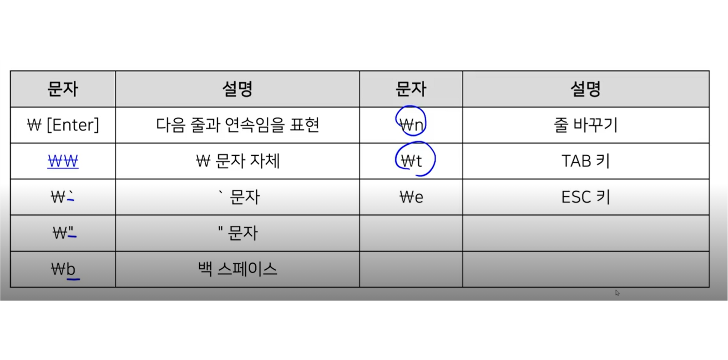 문자 설명 문자 설명
₩ [Enter] 다음 줄과 연속임을 표현 ₩n 줄 바꾸기
₩₩ ₩ 문자 자체 ₩t TAB 키
₩` ` 문자 ₩e ESC 키
₩" " 문자
₩b 백 스페이스